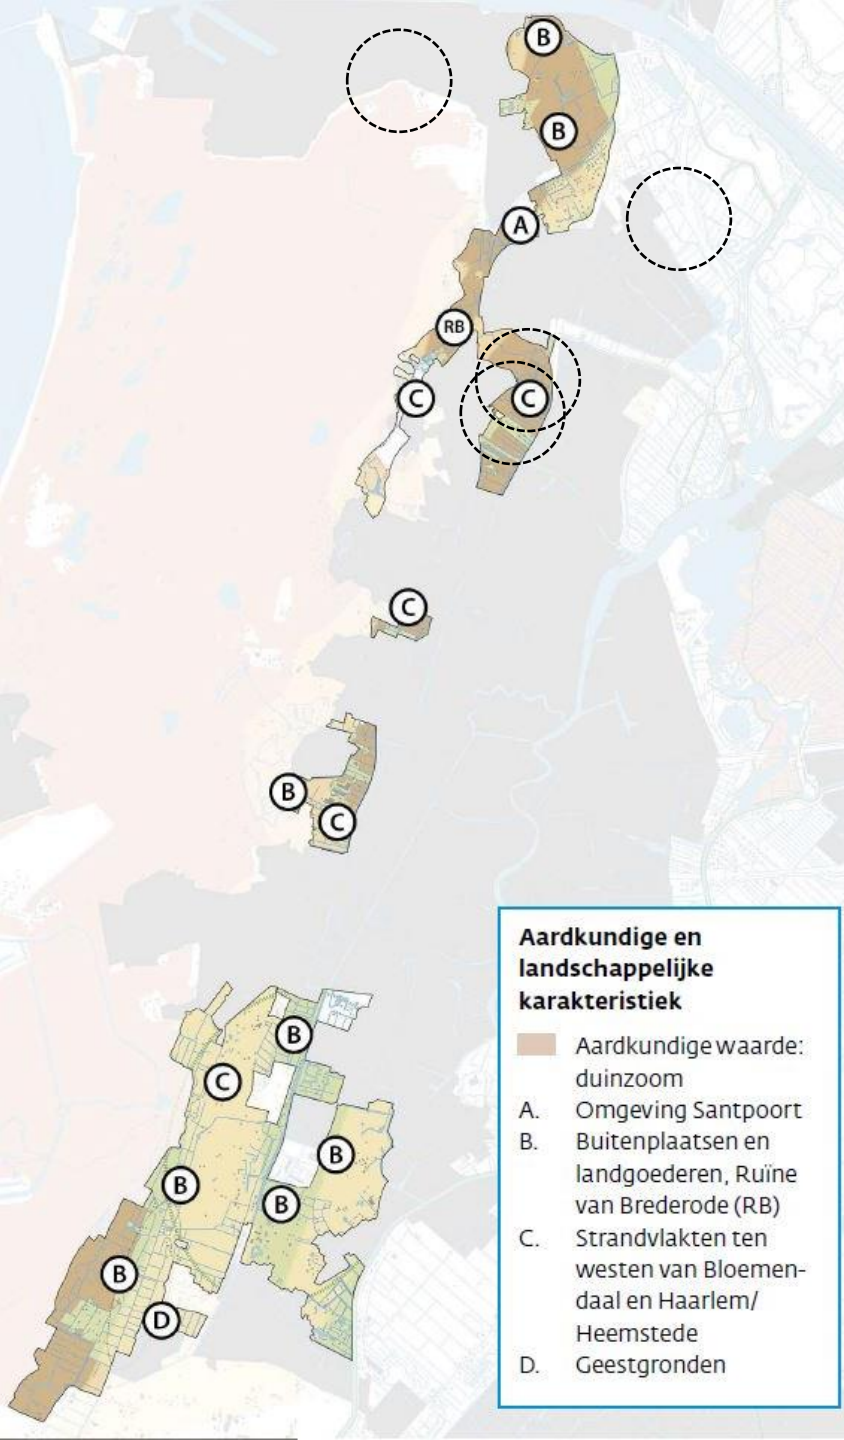 B
B
A
RB
C
C
C
B
C
B
C
B
B
B
B
D
Aardkundige en
landschappelijke
karakteristiek
Aardkundige waarde:
duinzoom
A. Omgeving Santpoort
B. Buitenplaatsen en
landgoederen, Ruïne
van Brederode (RB)
C. Strandvlakten ten
westen van Bloemen-
daal en Haarlem/
Heemstede
D. Geestgronden